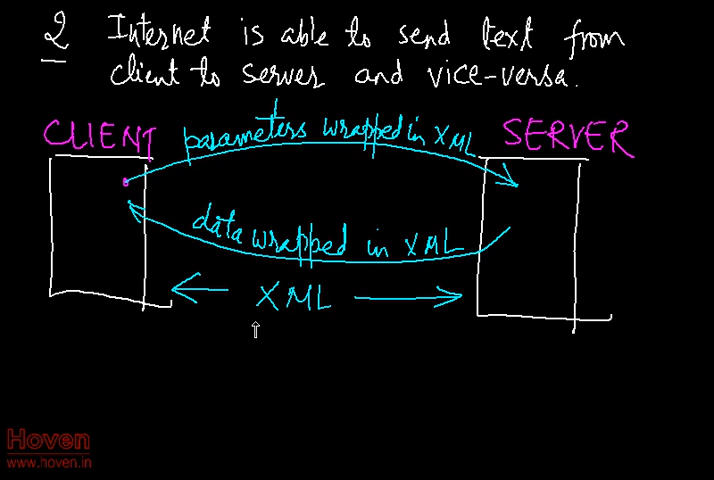 2 Internet is able to send text from
client to server and vice-versa.
CLIENT
parameters wrapped in XML
SERVER
data wrapped in XML
XML
Hoven
www.hoven.in